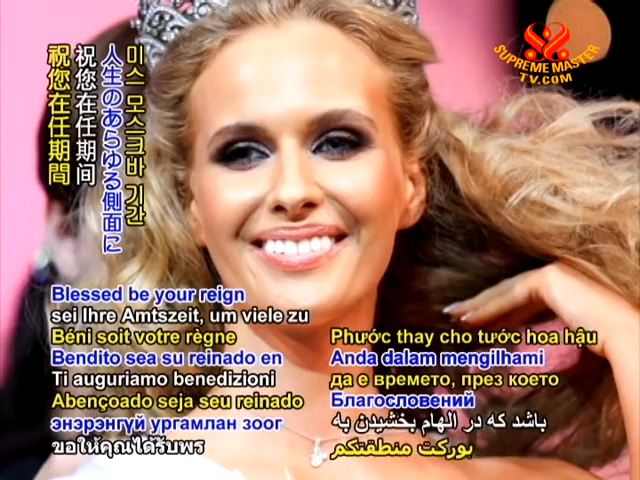 SUPREME MASTER
TV.COM
미스 모스크바 기간
人生のあらゆる側面に
祝您在任期间
祝您在任期間
Blessed be your reign
sei Ihre Amtszeit, um viele zu
Béni soit votre règne
Bendito sea su reinado en
Ti auguriamo benedizioni
Abençoado seja seu reinado
энэрэнгүй ургамлан зоог
ขอให้คุณได้รับพร
Phước thay cho tước hoa hậu
Anda dalam mengilhami
да е времето, през което
Благословений
باشد که در الهام بخشیدن به
بوركت منطقتكم